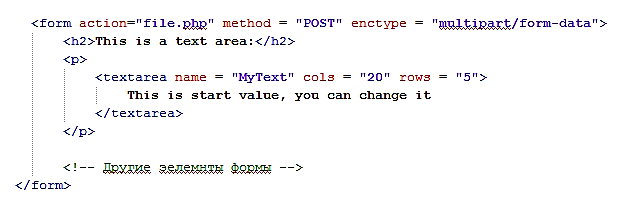 <form action="file.php" method = "POST" enctype = "multipart/form-data">
<h2>This is a text area:</h2>
<p>
<textarea name = "MyText" cols = "20" rows = "5">
This is start value, you can change it
</textarea>
</p>
<!-- Другие эелемнты формы -->
</form>